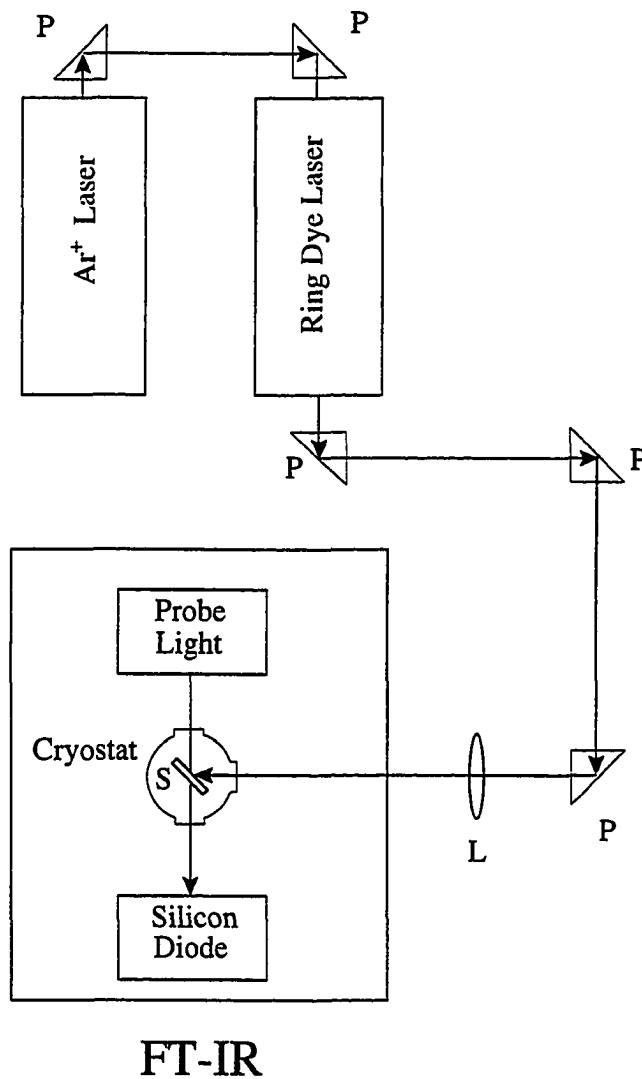 P
P
Ar⁺ Laser
Ring Dye Laser
P
P
Probe
Light
Cryostat
S
L
P
Silicon
Diode
FT-IR